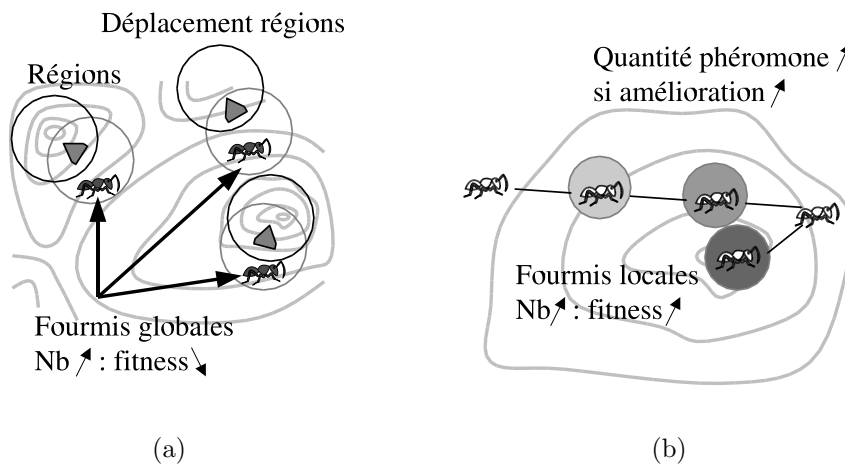 Déplacement régions
Régions
Fourmis globales
Nb ↗ : fitness ↘
(a)
Quantité phéromone ↗
si amélioration ↗
Fourmis locales
Nb ↗ : fitness ↗
(b)